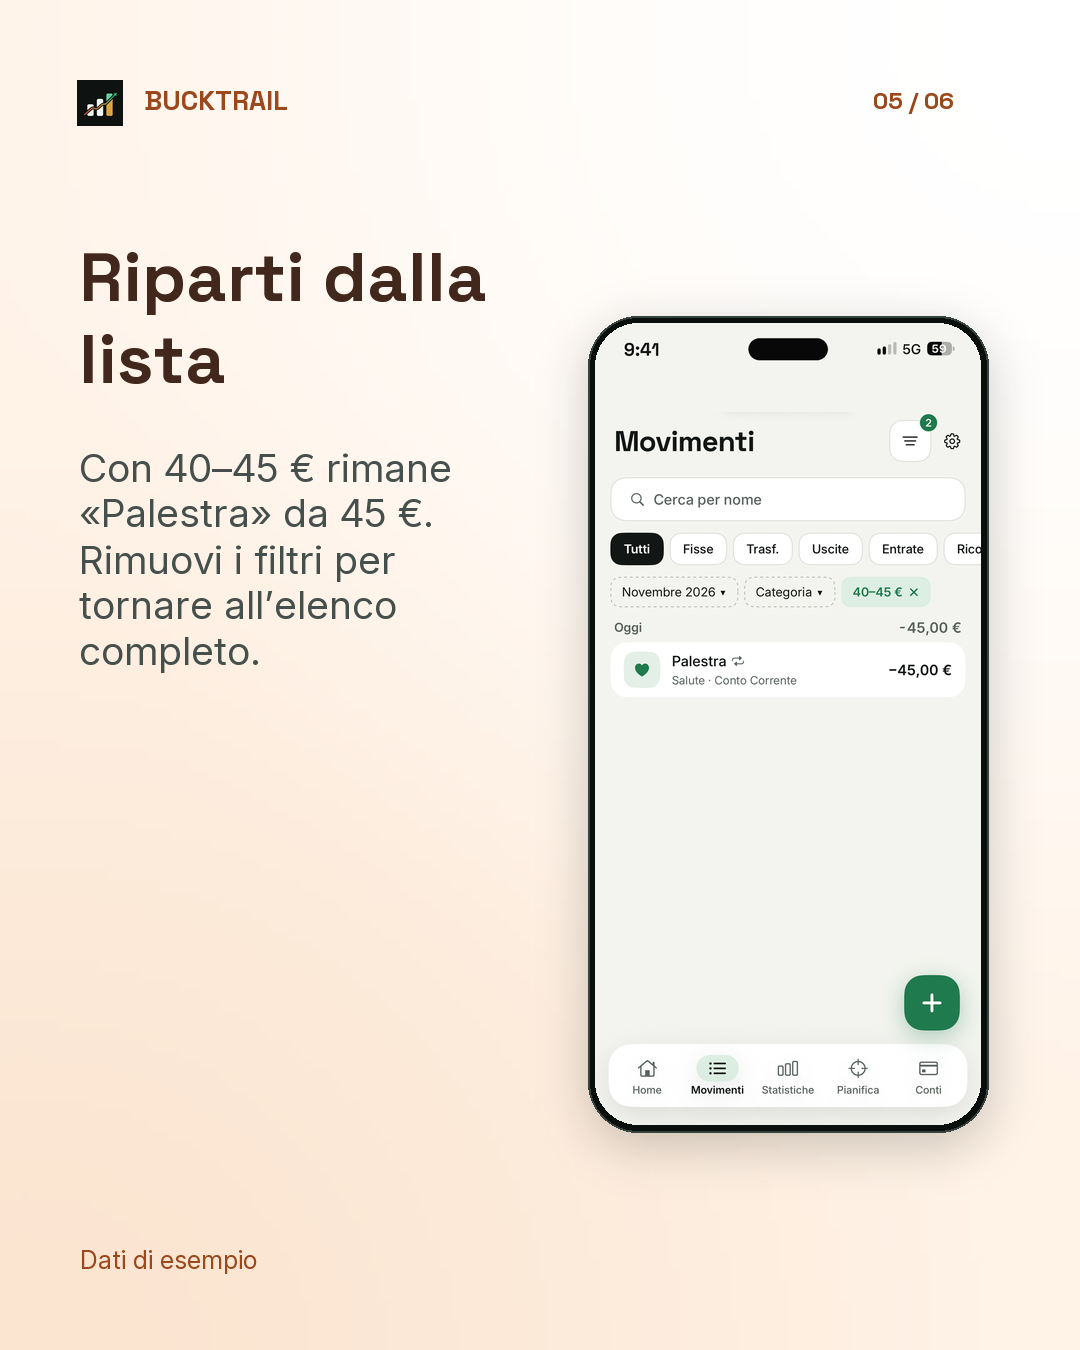 BUCKTRAIL
05 / 06
Riparti dalla
lista
Con 40–45 € rimane
«Palestra» da 45 €.
Rimuovi i filtri per
tornare all’elenco
completo.
9:41
5G 59
Movimenti
2
Cerca per nome
Tutti Fisse Trasf. Uscite Entrate Rico
Novembre 2026 ▾ Categoria ▾ 40–45 € ✕
Oggi -45,00 €
Palestra
−45,00 €
Salute · Conto Corrente
Home Movimenti Statistiche Pianifica Conti
Dati di esempio